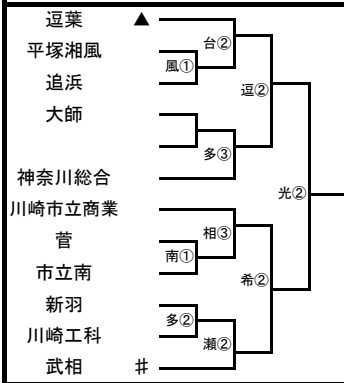 逗葉 ▲
平塚湘風
追浜
大師
神奈川総合
川崎市立商業
菅
市立南
新羽
川崎工科
武相 ♯
台②
風①
逗②
多③
光②
相③
南①
希②
多②
瀬②